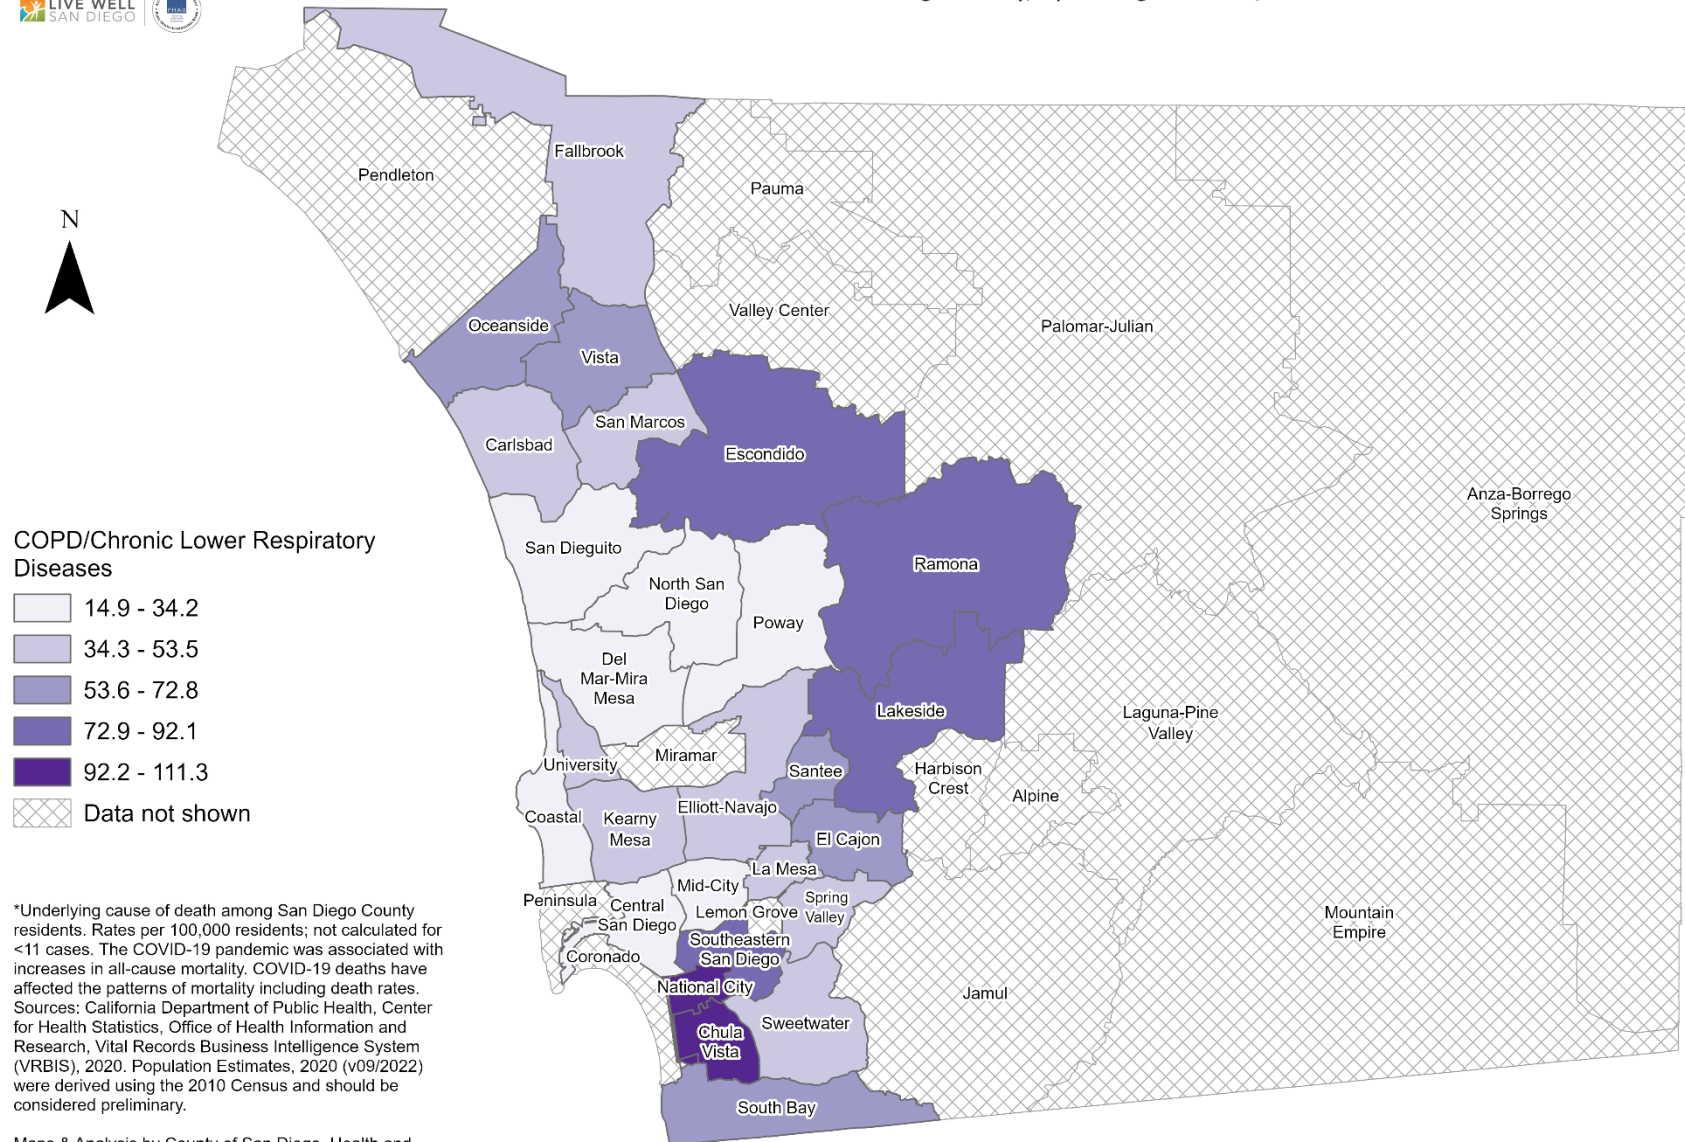 LIVE WELL
SAN DIEGO
N
Pendleton
Fallbrook
Pauma
Valley Center
Palomar-Julian
Oceanside
Vista
San Marcos
Carlsbad
Escondido
Anza-Borrego
Springs
San Dieguito
North San
Diego
Poway
Ramona
Del
Mar-Mira
Mesa
Lakeside
Laguna-Pine
Valley
Miramar
University
Santee
Harbison
Crest
Alpine
Coastal
Kearny
Mesa
Elliott-Navajo
El Cajon
La Mesa
Mid-City
Peninsula
Central
San Diego
Lemon Grove
Spring
Valley
Southeastern
San Diego
Coronado
National City
Mountain
Empire
Jamul
Chula
Vista
Sweetwater
South Bay
COPD/Chronic Lower Respiratory
Diseases
14.9 - 34.2
34.3 - 53.5
53.6 - 72.8
72.9 - 92.1
92.2 - 111.3
Data not shown
*Underlying cause of death among San Diego County
residents. Rates per 100,000 residents; not calculated for
<11 cases. The COVID-19 pandemic was associated with
increases in all-cause mortality. COVID-19 deaths have
affected the patterns of mortality including death rates.
Sources: California Department of Public Health, Center
for Health Statistics, Office of Health Information and
Research, Vital Records Business Intelligence System
(VRBIS), 2020. Population Estimates, 2020 (v09/2022)
were derived using the 2010 Census and should be
considered preliminary.
Maps & Analysis by County of San Diego, Health and